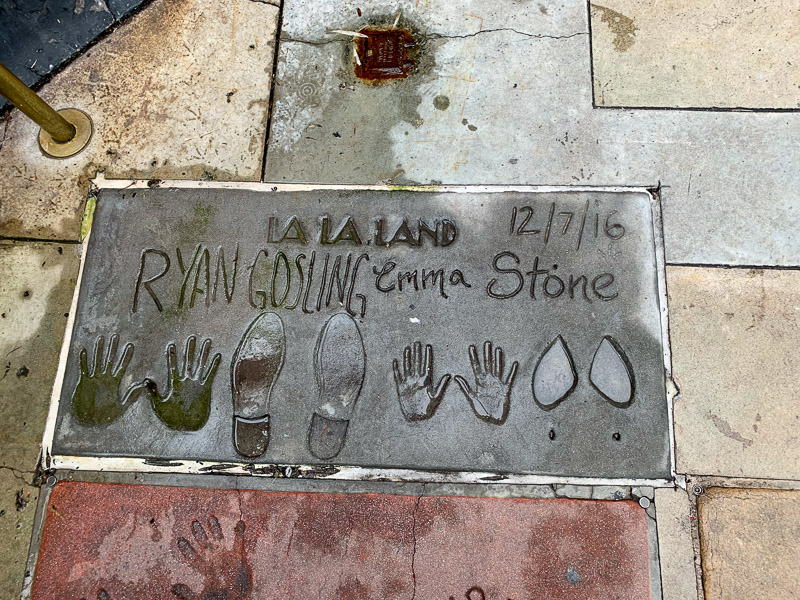 LA LA LAND 12/7/16
RYAN GOSLING emma Stone